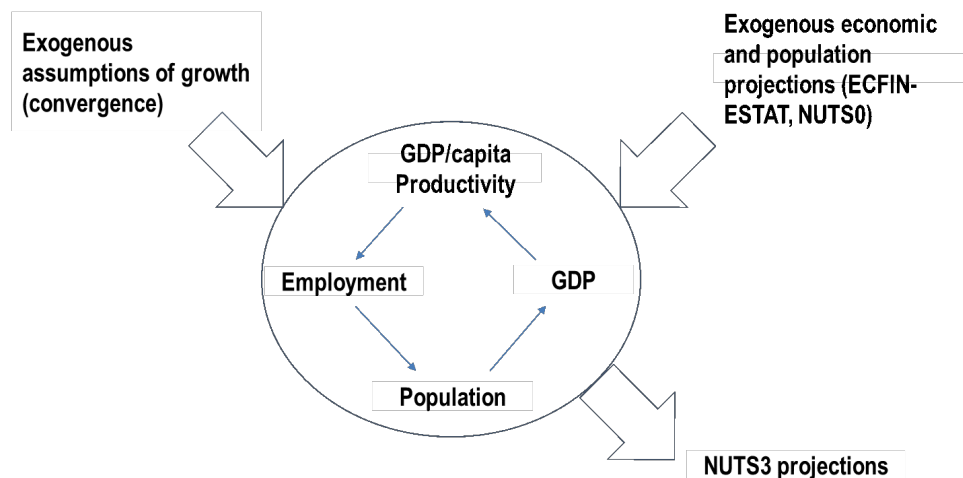 Exogenous
assumptions of growth
(convergence)
Exogenous economic
and population
projections (ECFIN-
ESTAT, NUTS0)
GDP/capita
Productivity
Employment
GDP
Population
NUTS3 projections